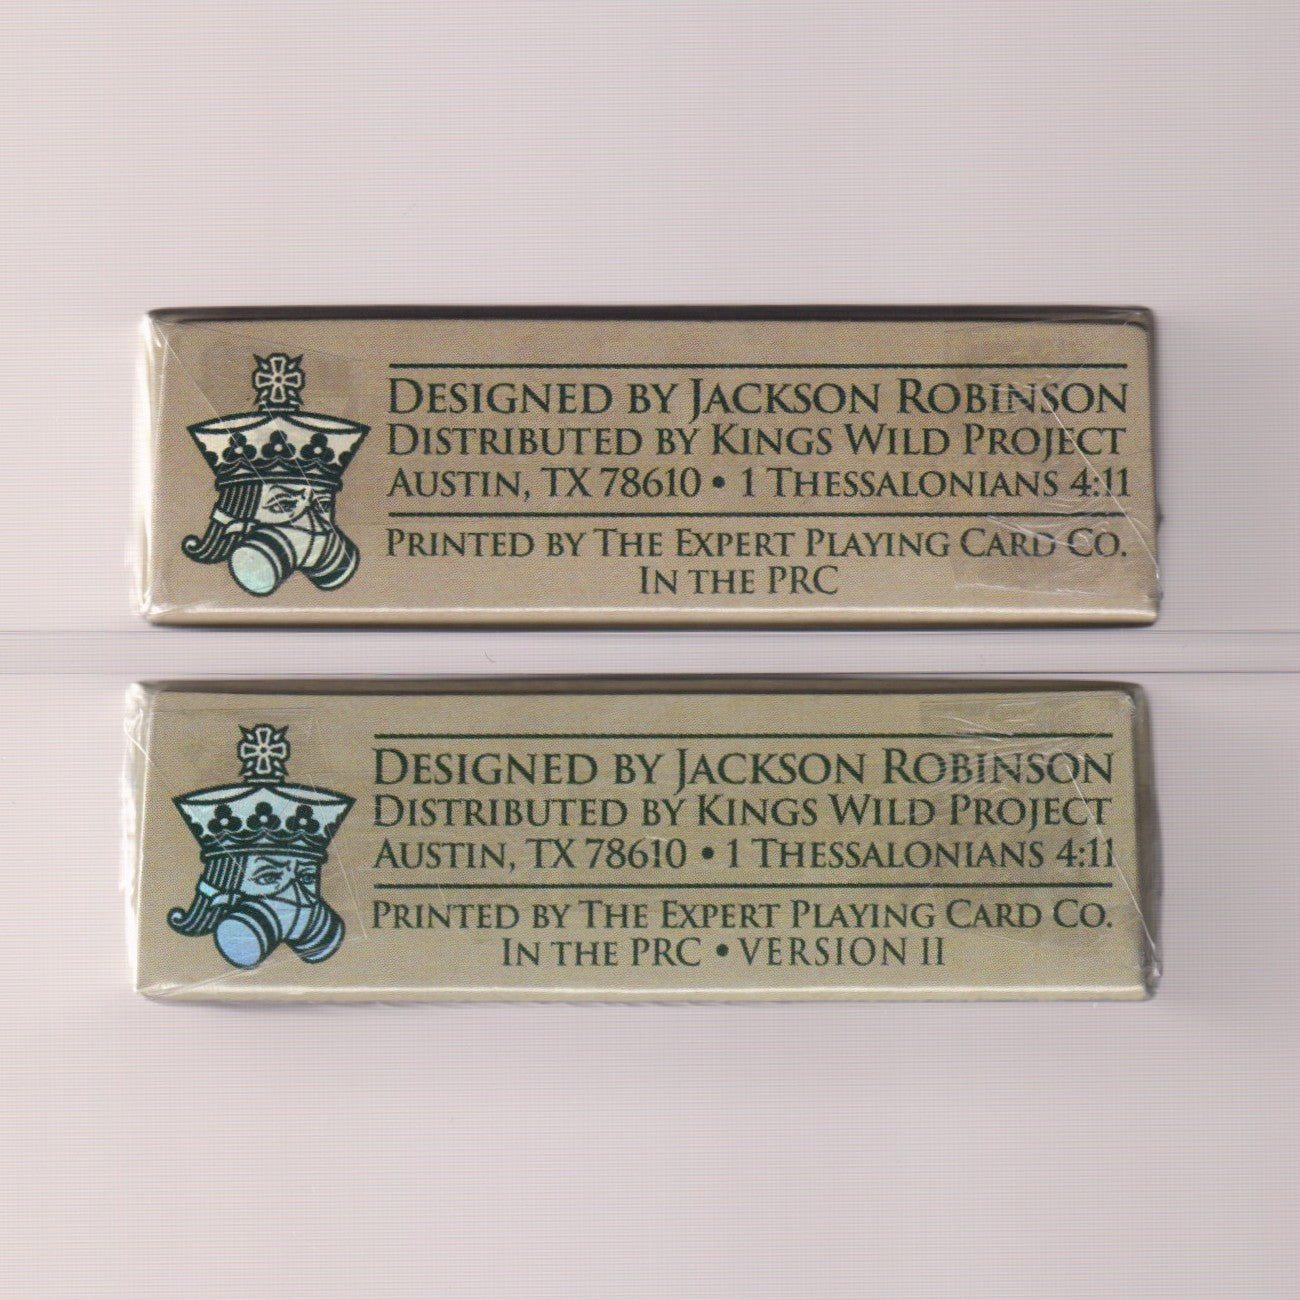 DESIGNED BY JACKSON ROBINSON
DISTRIBUTED BY KINGS WILD PROJECT
AUSTIN, TX 78610 • 1 THESSALONIANS 4:11
PRINTED BY THE EXPERT PLAYING CARD CO.
IN THE PRC
DESIGNED BY JACKSON ROBINSON
DISTRIBUTED BY KINGS WILD PROJECT
AUSTIN, TX 78610 • 1 THESSALONIANS 4:11
PRINTED BY THE EXPERT PLAYING CARD CO.
IN THE PRC • VERSION II